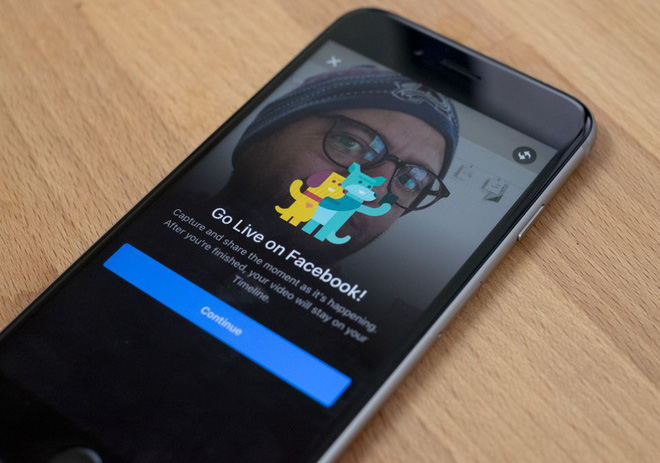 Go Live on Facebook!
Capture and share the moment as it's happening.
After you're finished, your video will stay on your
Timeline.
Continue